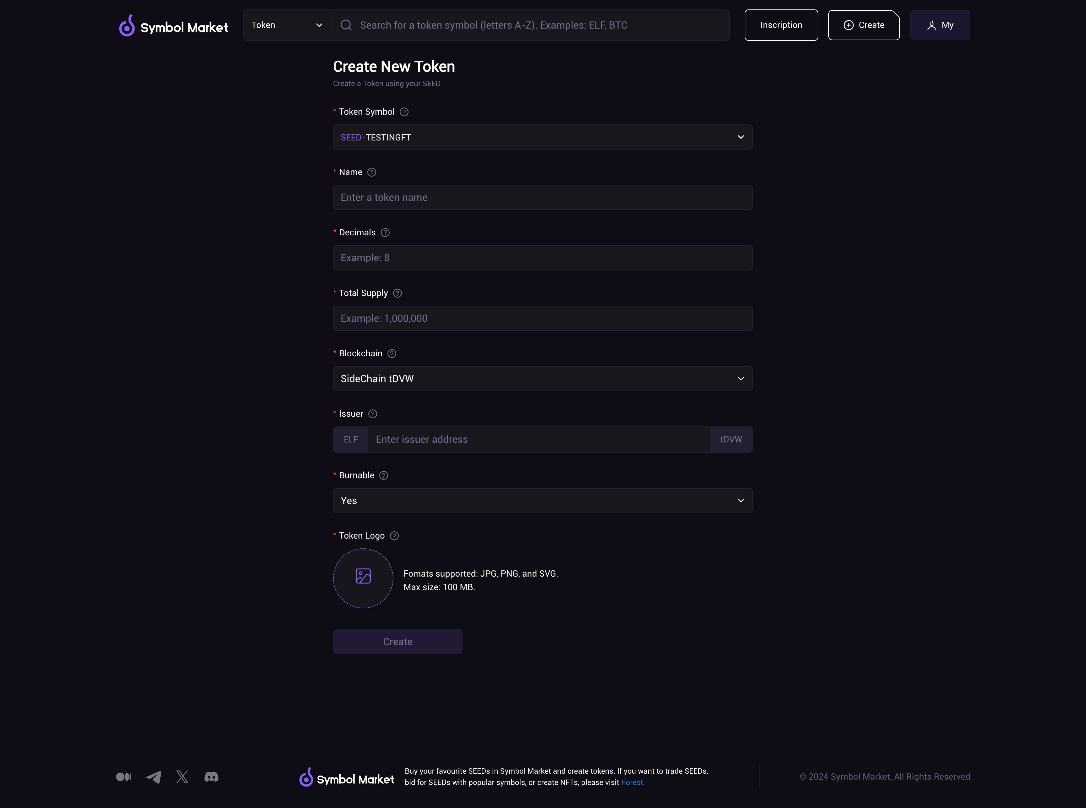 Symbol Market
Token
Search for a token symbol (letters A-Z). Examples: ELF, BTC
Inscription
Create
My
Create New Token
Create a Token using your SEED
* Token Symbol ?
SEED-TESTINGFT
* Name ?
Enter a token name
* Decimals ?
Example: 8
* Total Supply ?
Example: 1,000,000
* Blockchain ?
SideChain tDVW
* Issuer ?
ELF Enter issuer address tDVW
* Burnable ?
Yes
* Token Logo ?
Fomats supported: JPG, PNG, and SVG.
Max size: 100 MB.
Create
Symbol Market
Buy your favourite SEEDs in Symbol Market and create tokens. If you want to trade SEEDs,
bid for SEEDs with popular symbols, or create NFTs, please visit Forest.
© 2024 Symbol Market, All Rights Reserved